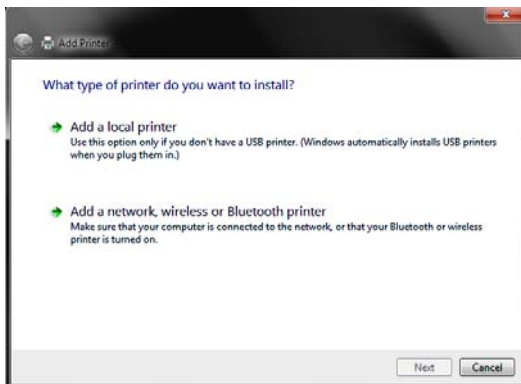 Add Printer
What type of printer do you want to install?
Add a local printer
Use this option only if you don't have a USB printer. (Windows automatically installs USB printers
when you plug them in.)
Add a network, wireless or Bluetooth printer
Make sure that your computer is connected to the network, or that your Bluetooth or wireless
printer is turned on.
Next Cancel